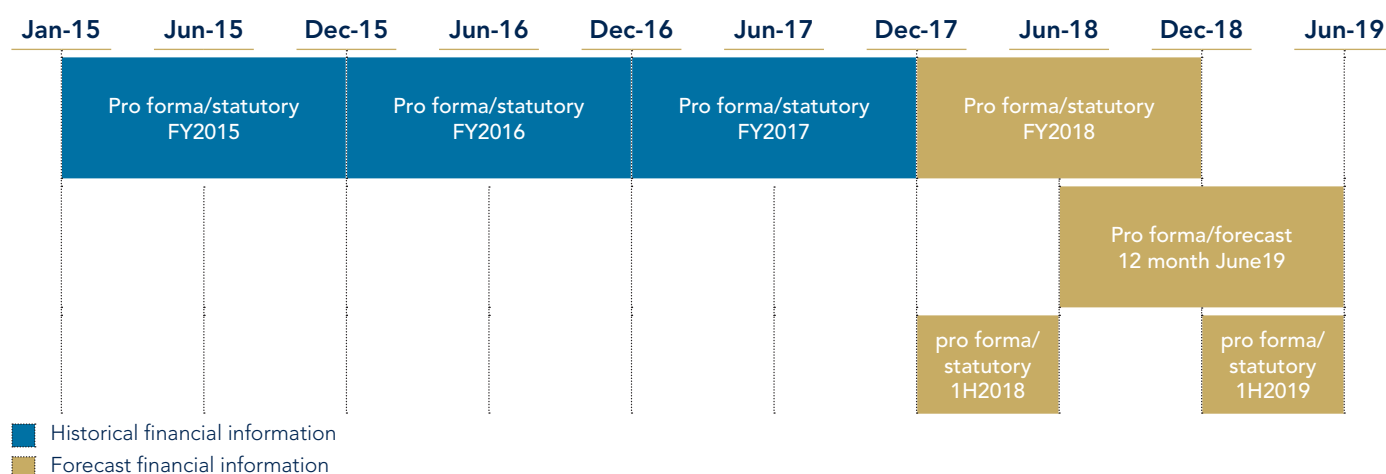 Jan-15 Jun-15 Dec-15 Jun-16 Dec-16 Jun-17 Dec-17 Jun-18 Dec-18 Jun-19
Pro forma/statutory
FY2015
Pro forma/statutory
FY2016
Pro forma/statutory
FY2017
Pro forma/statutory
FY2018
Pro forma/forecast
12 month June19
pro forma/
statutory
1H2018
pro forma/
statutory
1H2019
Historical financial information
Forecast financial information